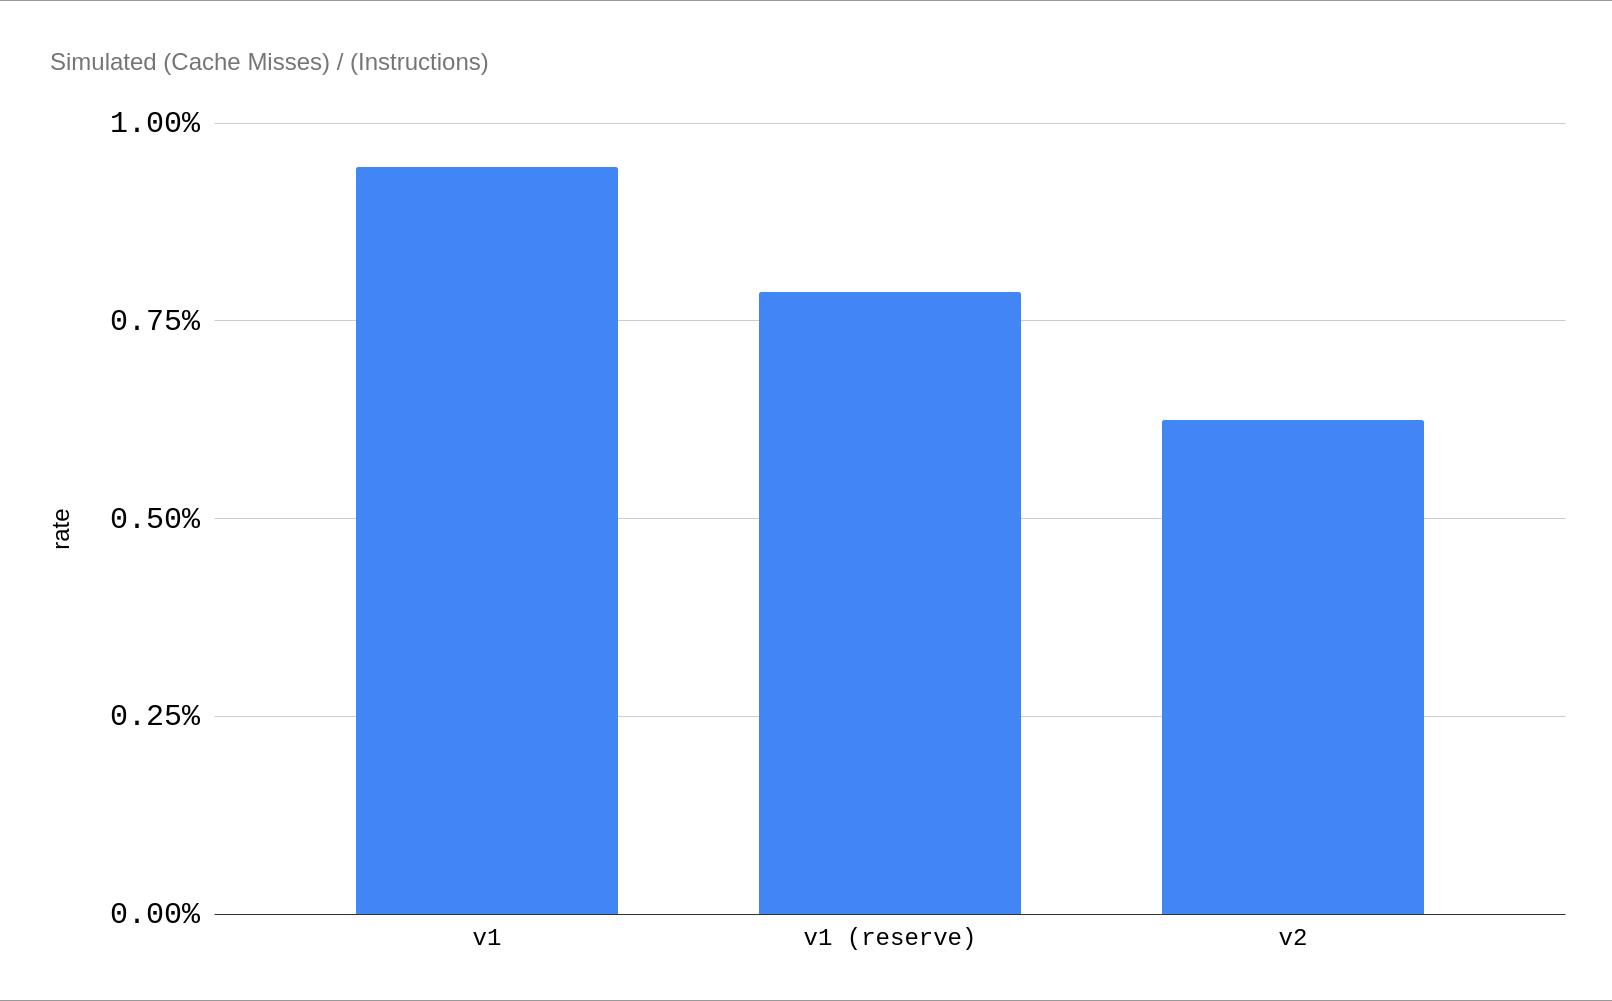 Simulated (Cache Misses) / (Instructions)
1.00%
0.75%
0.50%
0.25%
0.00%
rate
v1
v1 (reserve)
v2